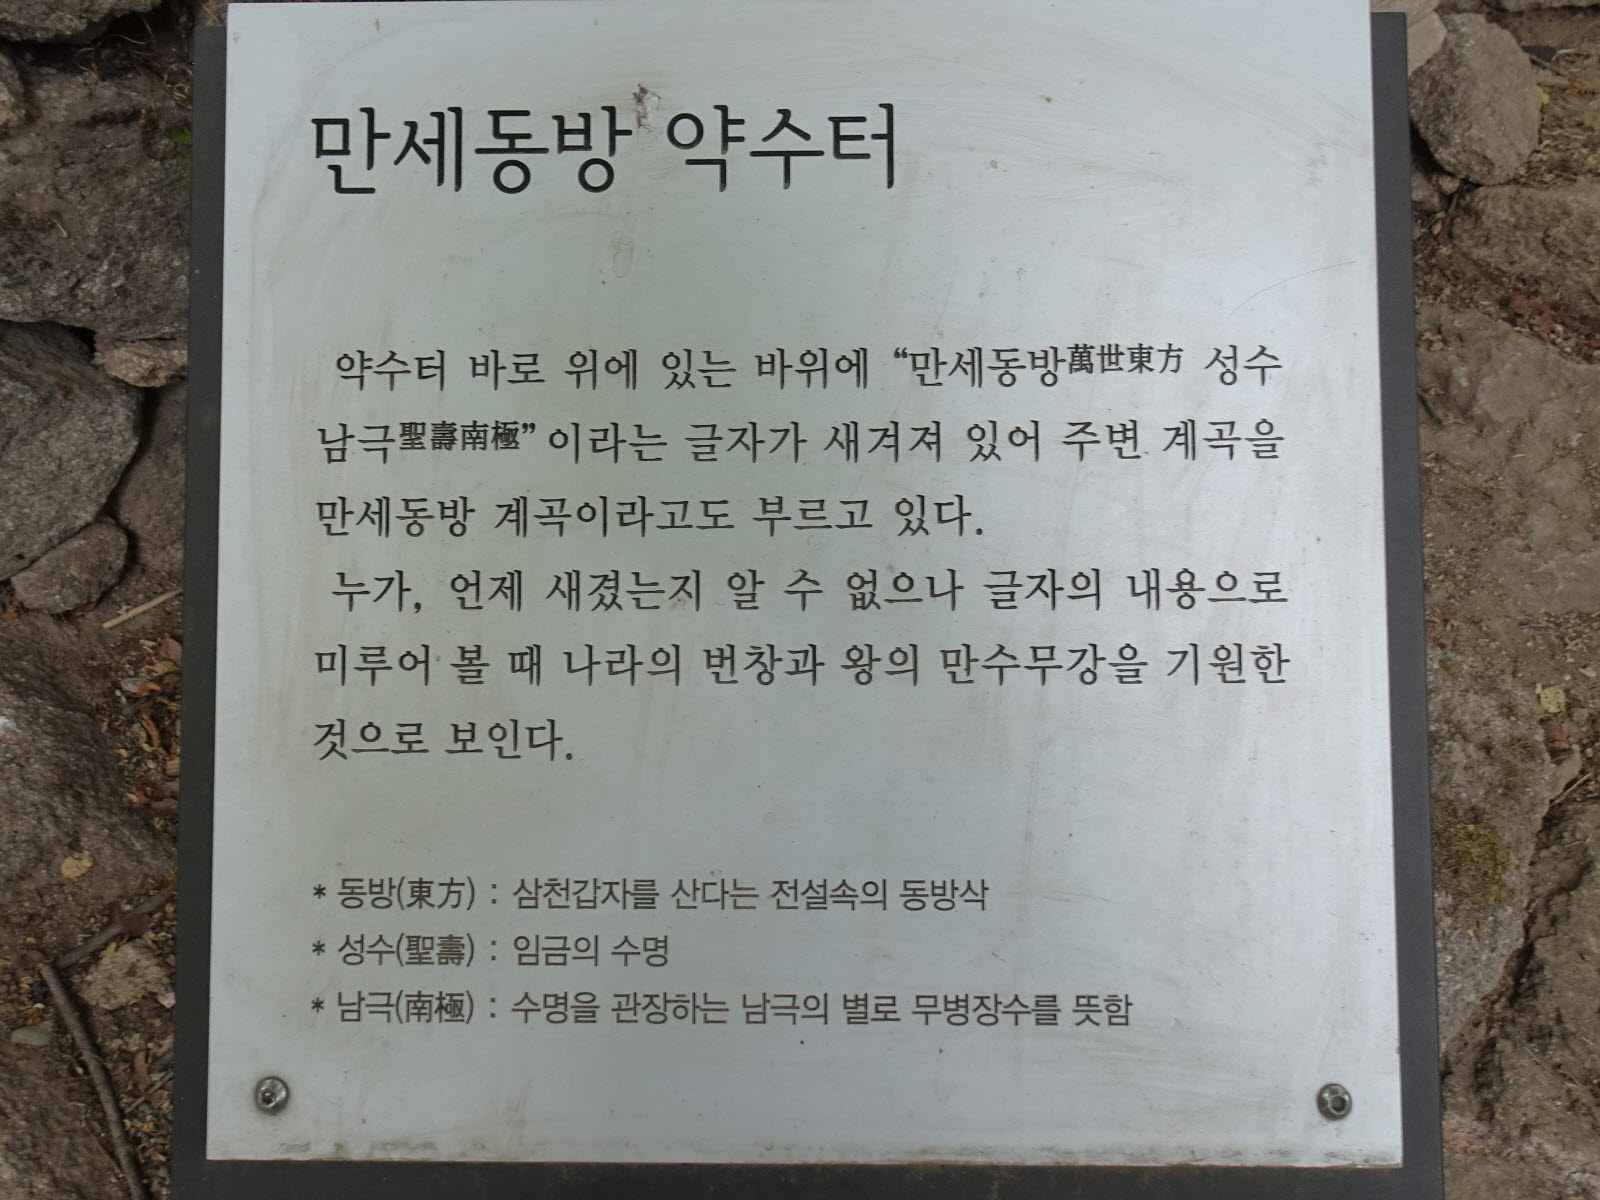 만세동방 약수터
약수터 바로 위에 있는 바위에 “만세동방萬世東方 성수
남극聖壽南極” 이라는 글자가 새겨져 있어 주변 계곡을
만세동방 계곡이라고도 부르고 있다.
누가, 언제 새겼는지 알 수 없으나 글자의 내용으로
미루어 볼 때 나라의 번창과 왕의 만수무강을 기원한
것으로 보인다.
* 동방(東方) : 삼천갑자를 산다는 전설속의 동방삭
* 성수(聖壽) : 임금의 수명
* 남극(南極) : 수명을 관장하는 남극의 별로 무병장수를 뜻함